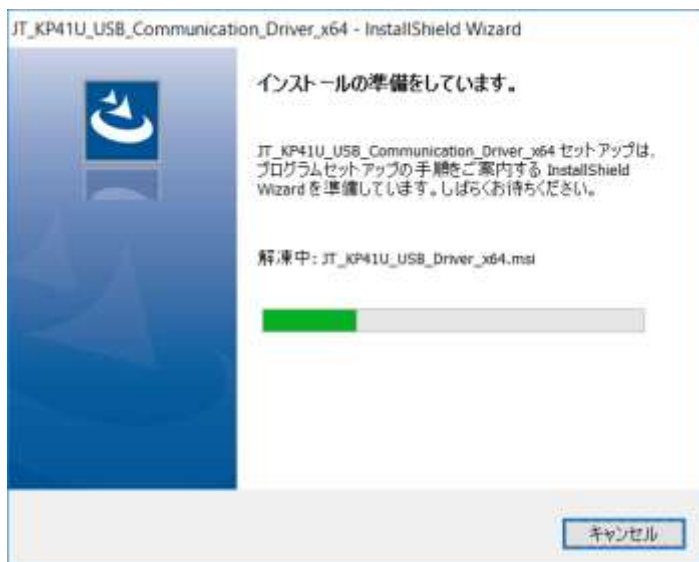 JT_KP41U_USB_Communication_Driver_x64 - InstallShield Wizard
インストールの準備をしています。
JT_KP41U_USB_Communication_Driver_x64 セットアップは、
プログラムセットアップの手順をご案内する InstallShield
Wizard を準備しています。しばらくお待ちください。
解凍中: JT_KP41U_USB_Driver_x64.msi
キャンセル